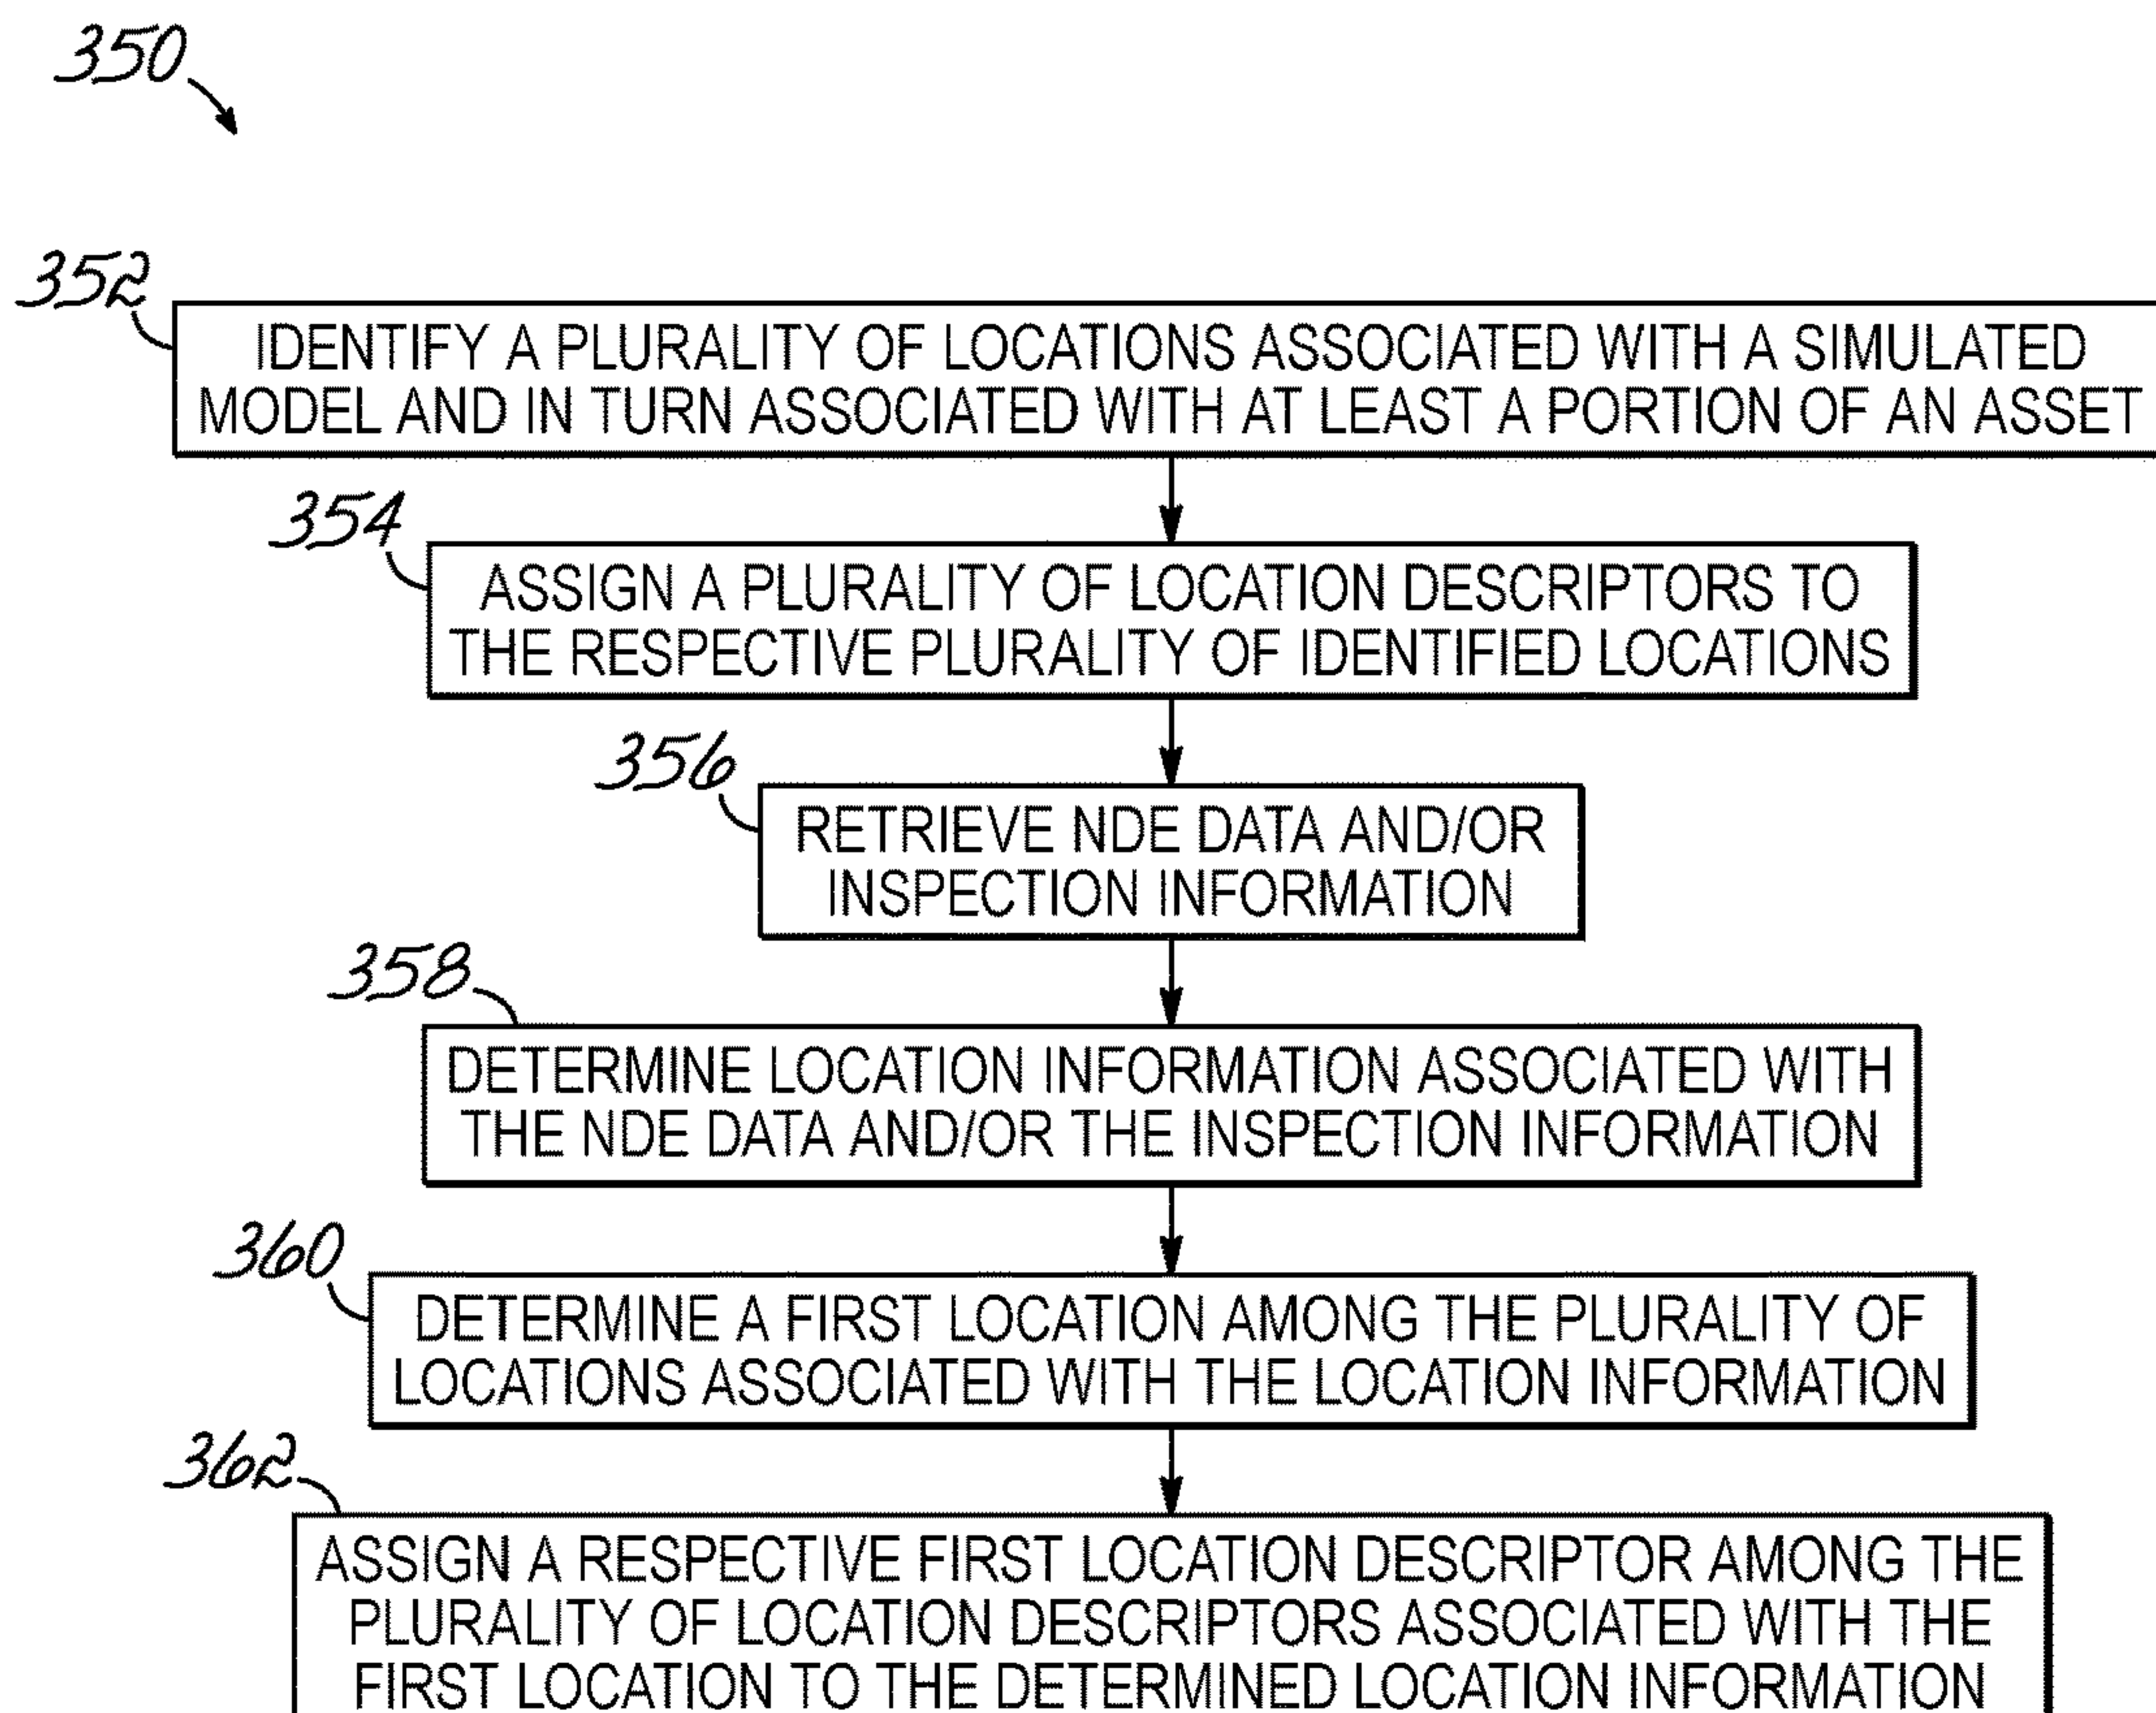 350
352
IDENTIFY A PLURALITY OF LOCATIONS ASSOCIATED WITH A SIMULATED
MODEL AND IN TURN ASSOCIATED WITH AT LEAST A PORTION OF AN ASSET
354
ASSIGN A PLURALITY OF LOCATION DESCRIPTORS TO
THE RESPECTIVE PLURALITY OF IDENTIFIED LOCATIONS
356
RETRIEVE NDE DATA AND/OR
INSPECTION INFORMATION
358
DETERMINE LOCATION INFORMATION ASSOCIATED WITH
THE NDE DATA AND/OR THE INSPECTION INFORMATION
360
DETERMINE A FIRST LOCATION AMONG THE PLURALITY OF
LOCATIONS ASSOCIATED WITH THE LOCATION INFORMATION
362
ASSIGN A RESPECTIVE FIRST LOCATION DESCRIPTOR AMONG THE
PLURALITY OF LOCATION DESCRIPTORS ASSOCIATED WITH THE
FIRST LOCATION TO THE DETERMINED LOCATION INFORMATION